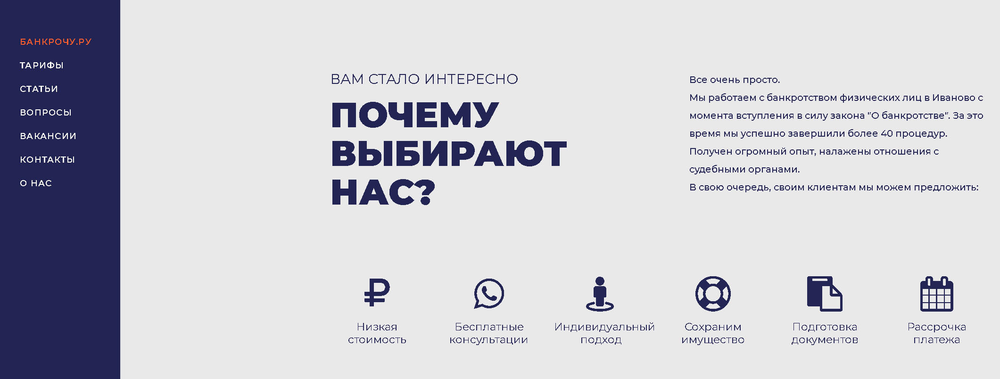 БАНКРОЧУ.РУ
ТАРИФЫ
СТАТЬИ
ВОПРОСЫ
ВАКАНСИИ
КОНТАКТЫ
О НАС
ВАМ СТАЛО ИНТЕРЕСНО
ПОЧЕМУ
ВЫБИРАЮТ
НАС?
Все очень просто.
Мы работаем с банкротством физических лиц в Иваново с
момента вступления в силу закона "О банкротстве". За это
время мы успешно завершили более 40 процедур.
Получен огромный опыт, налажены отношения с
судебными органами.
В свою очередь, своим клиентам мы можем предложить:
Низкая
стоимость
Бесплатные
консультации
Индивидуальный
подход
Сохраним
имущество
Подготовка
документов
Рассрочка
платежа